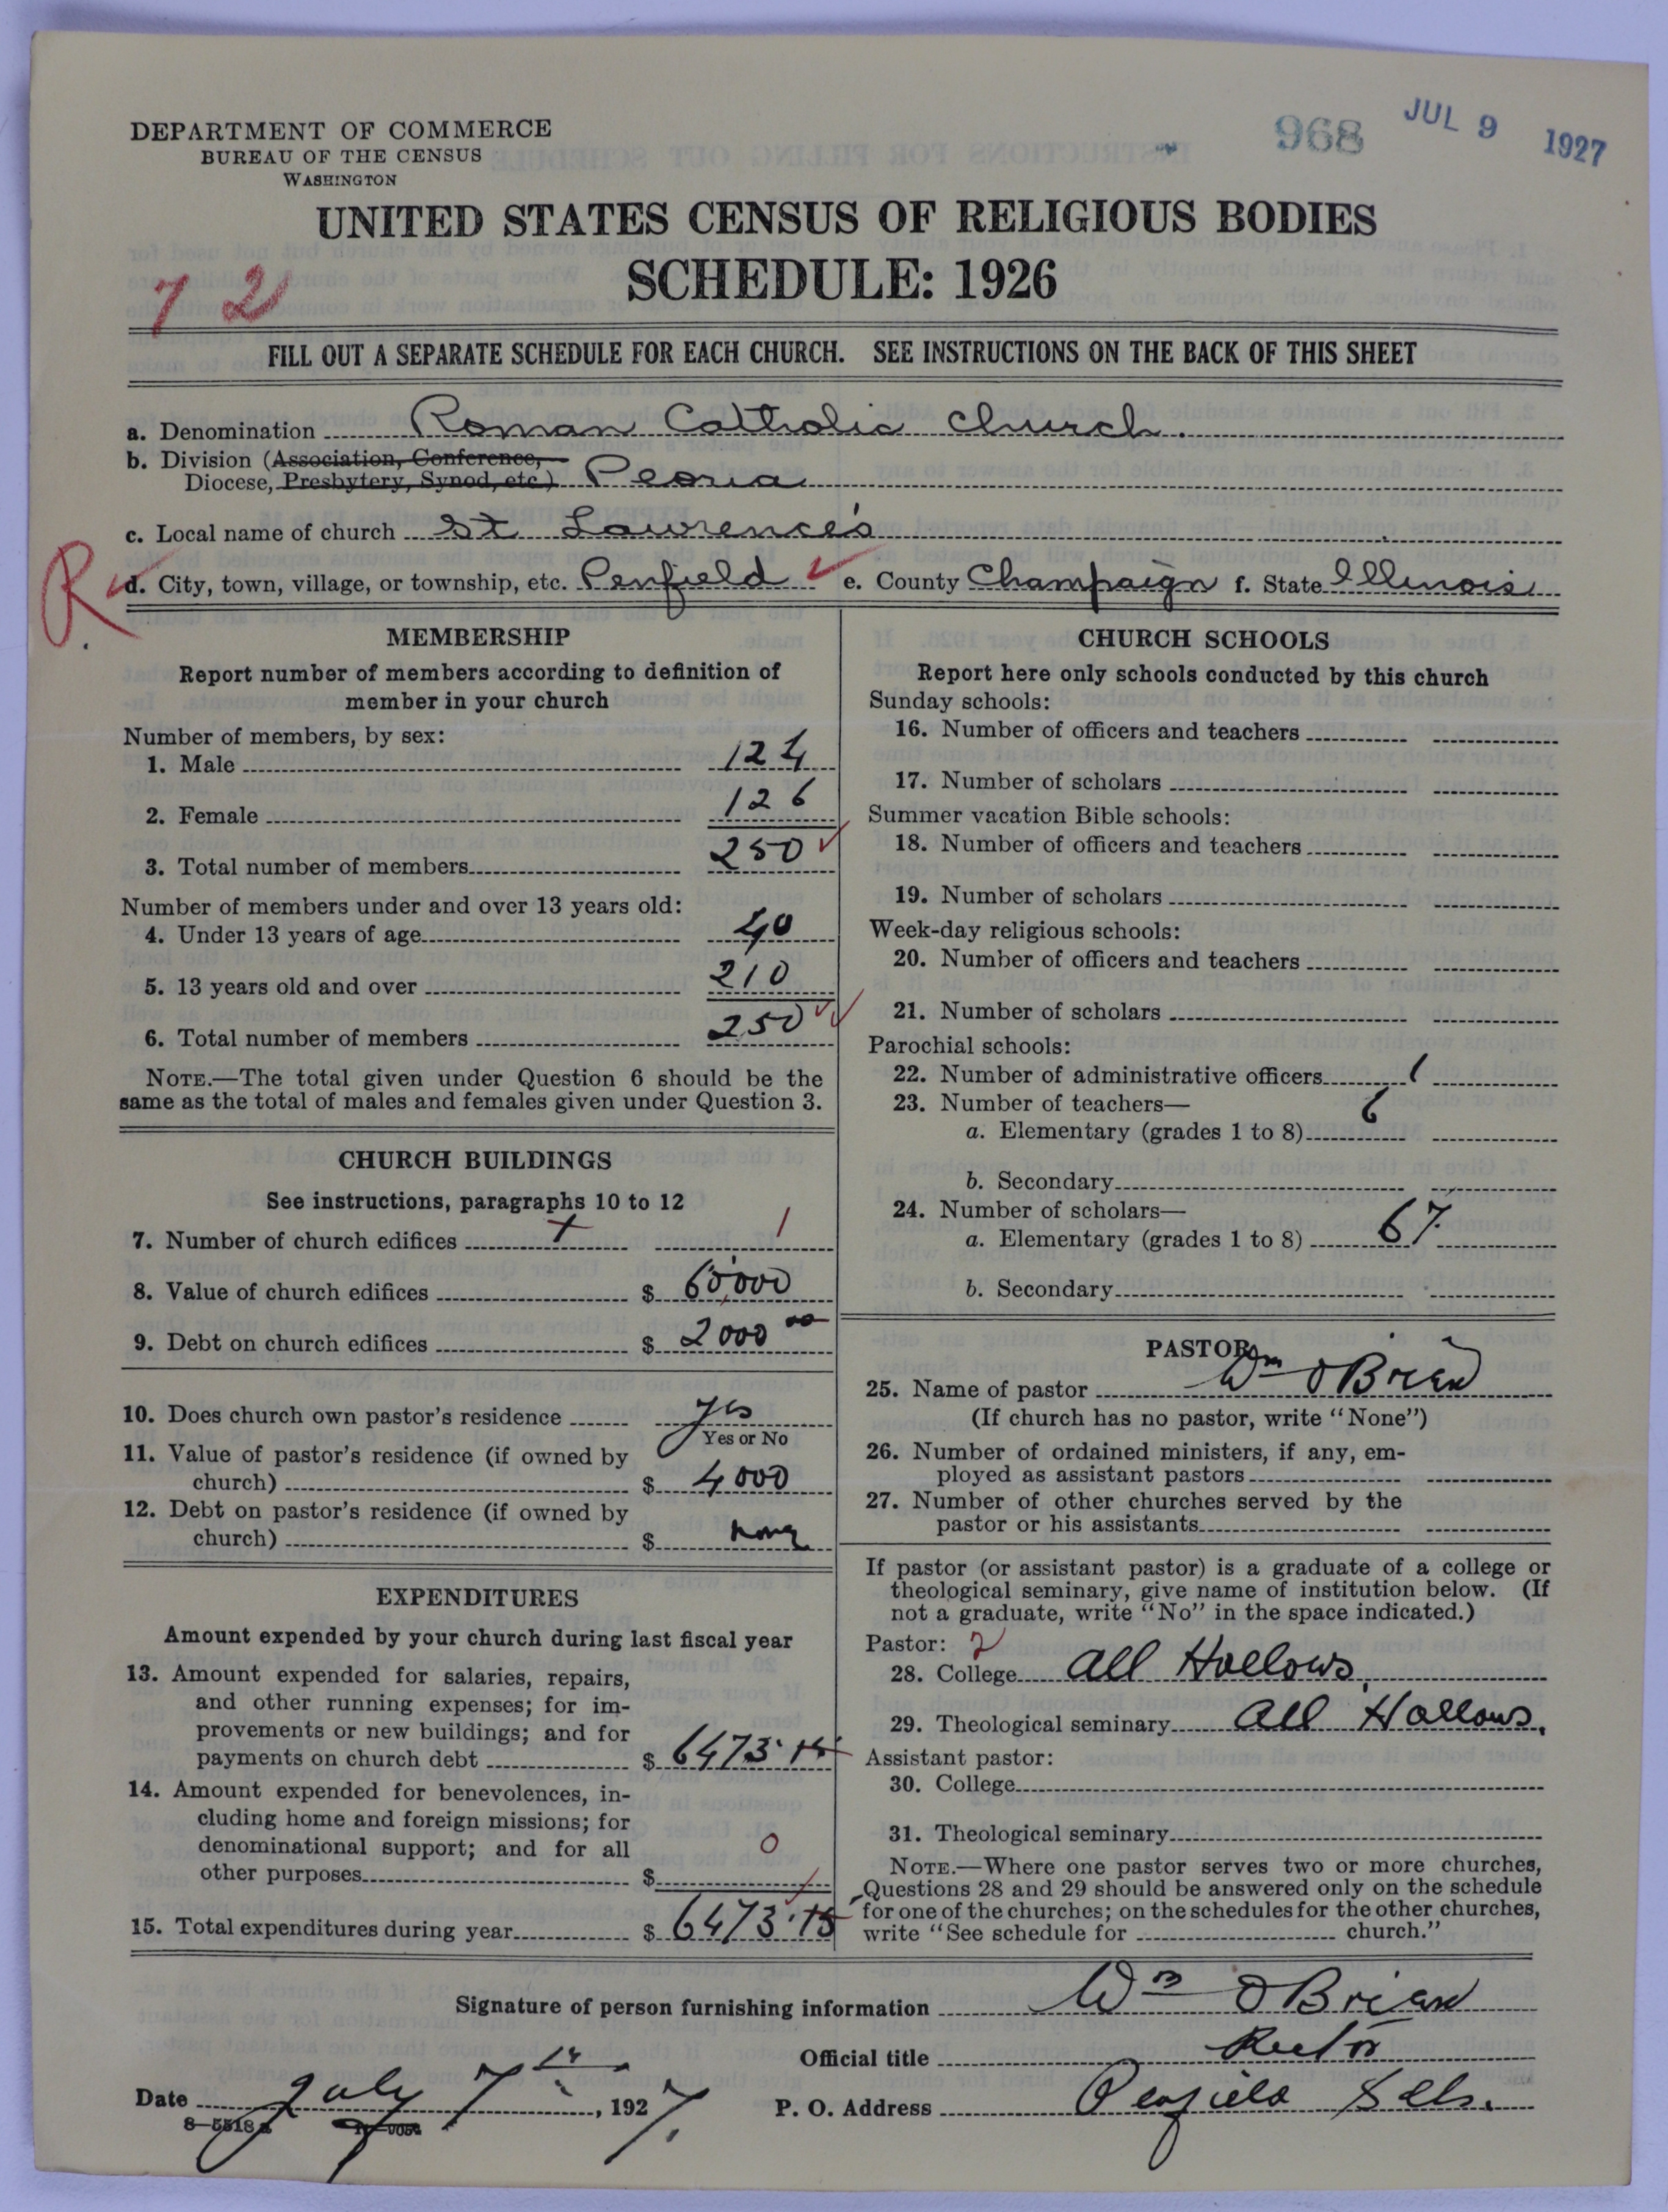 968 JUL 9 1927
DEPARTMENT OF COMMERCE
BUREAU OF THE CENSUS
WASHINGTON
UNITED STATES CENSUS OF RELIGIOUS BODIES
SCHEDULE: 1926
7 2
FILL OUT A SEPARATE SCHEDULE FOR EACH CHURCH. SEE INSTRUCTIONS ON THE BACK OF THIS SHEET
a. Denomination Roman Catholic Church.
b. Division (Association, Conference,
Diocese, Presbytery, Synod, etc.) Peoria
c. Local name of church St Lawrence's
R
d. City, town, village, or township, etc. Penfield e. County Champaign f. State Illinois
MEMBERSHIP
Report number of members according to definition of
member in your church
Number of members, by sex:
1. Male 124
2. Female 126
3. Total number of members 250
Number of members under and over 13 years old:
4. Under 13 years of age 40
5. 13 years old and over 210
6. Total number of members 250
NOTE.—The total given under Question 6 should be the
same as the total of males and females given under Question 3.
CHURCH BUILDINGS
See instructions, paragraphs 10 to 12
7. Number of church edifices 1
8. Value of church edifices $ 60,000
9. Debt on church edifices $ 2000 00
10. Does church own pastor's residence yes
Yes or No
11. Value of pastor's residence (if owned by
church) $ 4000
12. Debt on pastor's residence (if owned by
church) $ none
EXPENDITURES
Amount expended by your church during last fiscal year
13. Amount expended for salaries, repairs,
and other running expenses; for im-
provements or new buildings; and for
payments on church debt $ 6473.15
14. Amount expended for benevolences, in-
cluding home and foreign missions; for
denominational support; and for all
other purposes $ 0
15. Total expenditures during year $ 6473.15
CHURCH SCHOOLS
Report here only schools conducted by this church
Sunday schools:
16. Number of officers and teachers
17. Number of scholars
Summer vacation Bible schools:
18. Number of officers and teachers
19. Number of scholars
Week-day religious schools:
20. Number of officers and teachers
21. Number of scholars
Parochial schools:
22. Number of administrative officers 1
23. Number of teachers—
a. Elementary (grades 1 to 8) 6
b. Secondary
24. Number of scholars—
a. Elementary (grades 1 to 8) 67
b. Secondary
PASTOR
25. Name of pastor Wm O'Brien
(If church has no pastor, write "None")
26. Number of ordained ministers, if any, em-
ployed as assistant pastors
27. Number of other churches served by the
pastor or his assistants
If pastor (or assistant pastor) is a graduate of a college or
theological seminary, give name of institution below. (If
not a graduate, write "No" in the space indicated.)
Pastor: 2
28. College All Hallows,
29. Theological seminary All Hallows.
Assistant pastor:
30. College
31. Theological seminary
NOTE.—Where one pastor serves two or more churches,
Questions 28 and 29 should be answered only on the schedule
for one of the churches; on the schedules for the other churches,
write "See schedule for church."
Signature of person furnishing information Wm O'Brien
Official title Rector
Date July 7th, 1927.
P. O. Address Penfield Ills.
8—5518a